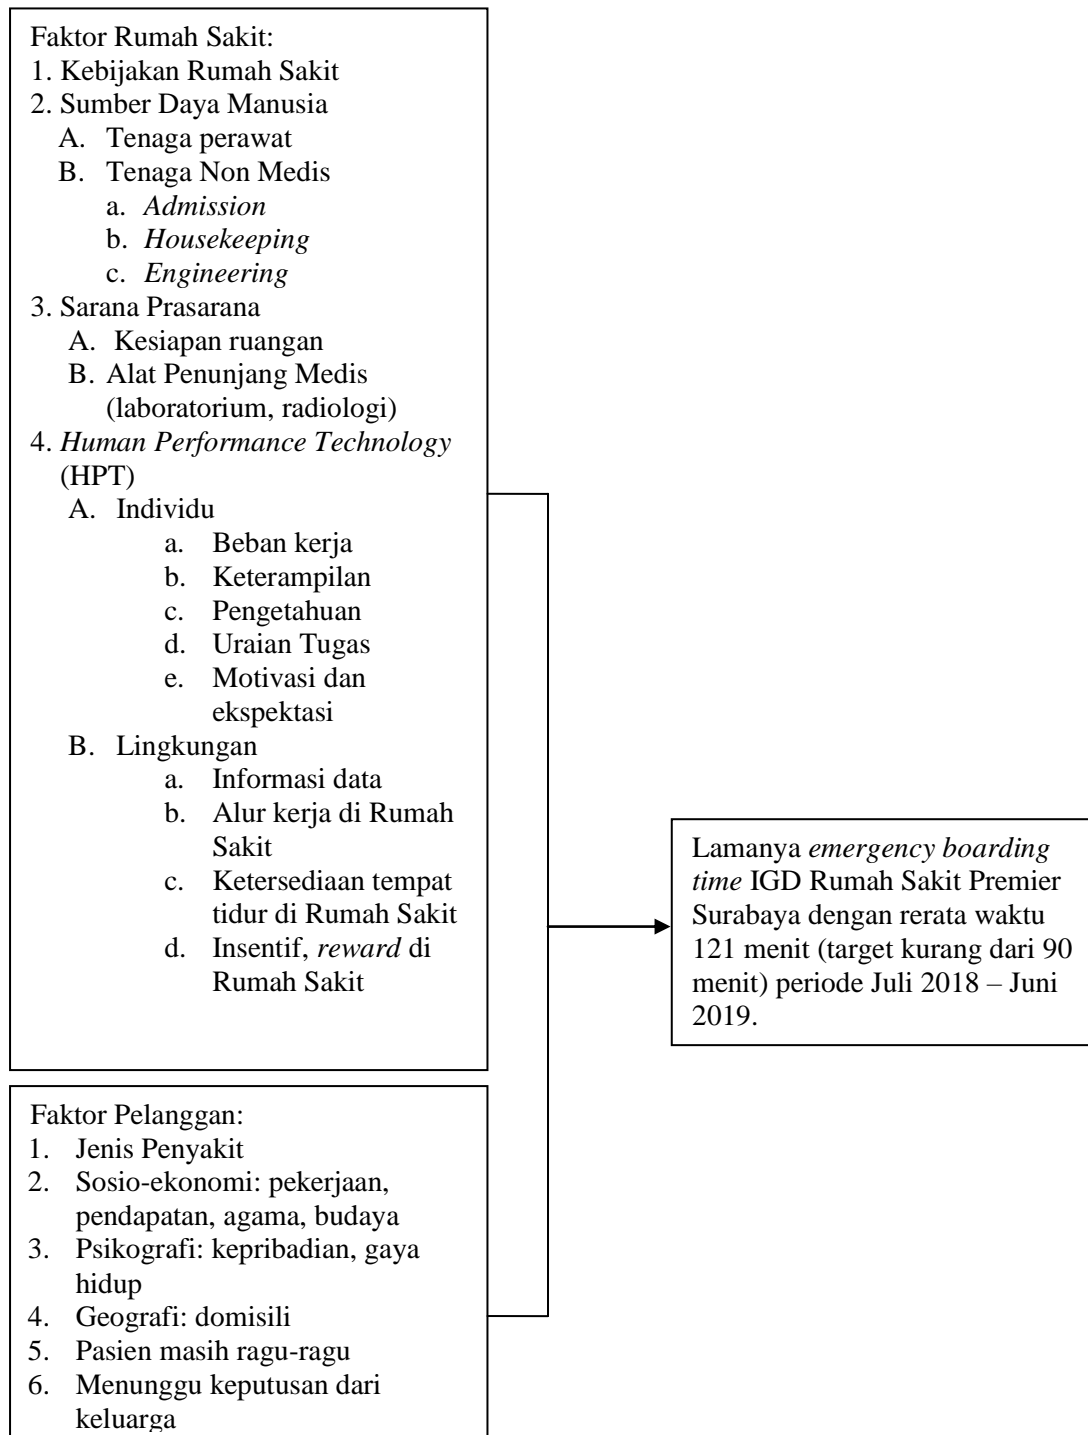 Faktor Rumah Sakit:
1. Kebijakan Rumah Sakit
2. Sumber Daya Manusia
A. Tenaga perawat
B. Tenaga Non Medis
a. Admission
b. Housekeeping
c. Engineering
3. Sarana Prasarana
A. Kesiapan ruangan
B. Alat Penunjang Medis
(laboratorium, radiologi)
4. Human Performance Technology
(HPT)
A. Individu
a. Beban kerja
b. Keterampilan
c. Pengetahuan
d. Uraian Tugas
e. Motivasi dan
ekspektasi
B. Lingkungan
a. Informasi data
b. Alur kerja di Rumah
Sakit
c. Ketersediaan tempat
tidur di Rumah Sakit
d. Insentif, reward di
Rumah Sakit
Faktor Pelanggan:
1. Jenis Penyakit
2. Sosio-ekonomi: pekerjaan,
pendapatan, agama, budaya
3. Psikografi: kepribadian, gaya
hidup
4. Geografi: domisili
5. Pasien masih ragu-ragu
6. Menunggu keputusan dari
keluarga
Lamanya emergency boarding
time IGD Rumah Sakit Premier
Surabaya dengan rerata waktu
121 menit (target kurang dari 90
menit) periode Juli 2018 – Juni
2019.